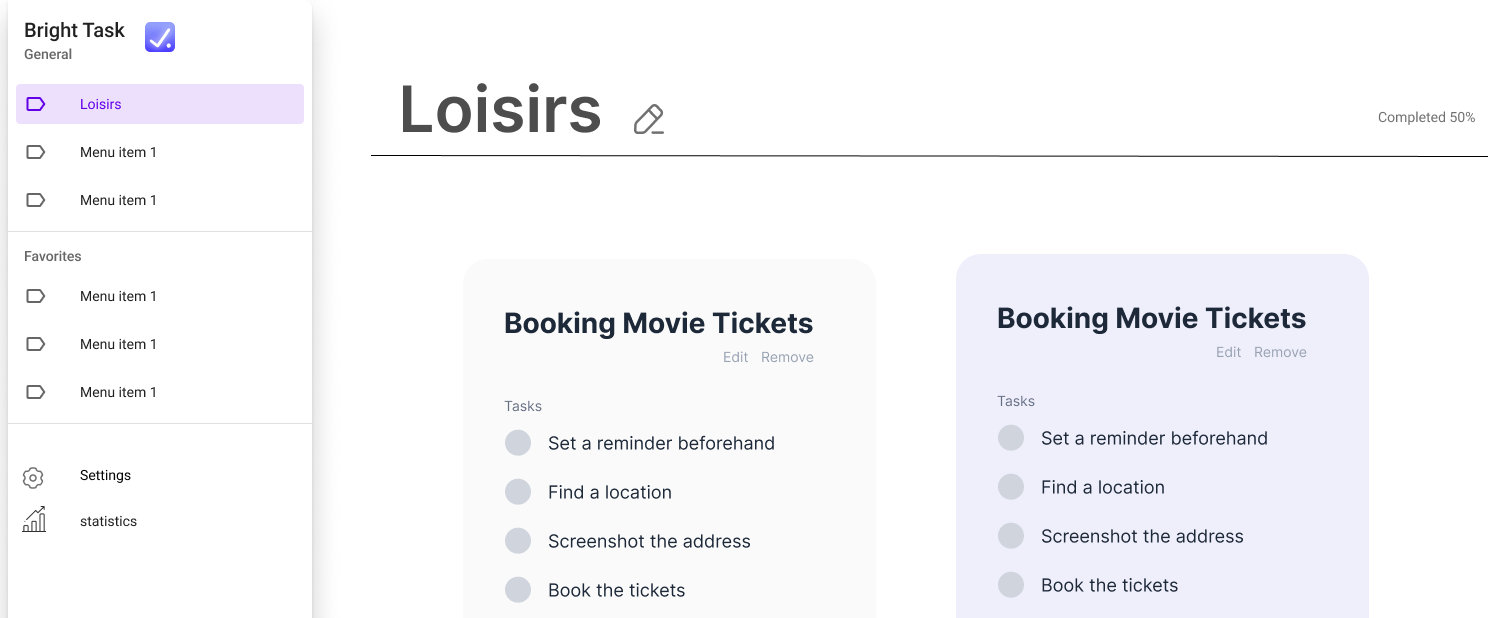 Bright Task
General
Loisirs
Menu item 1
Menu item 1
Favorites
Menu item 1
Menu item 1
Menu item 1
Settings
statistics
Loisirs
Completed 50%
Booking Movie Tickets
Edit Remove
Tasks
Set a reminder beforehand
Find a location
Screenshot the address
Book the tickets
Booking Movie Tickets
Edit Remove
Tasks
Set a reminder beforehand
Find a location
Screenshot the address
Book the tickets